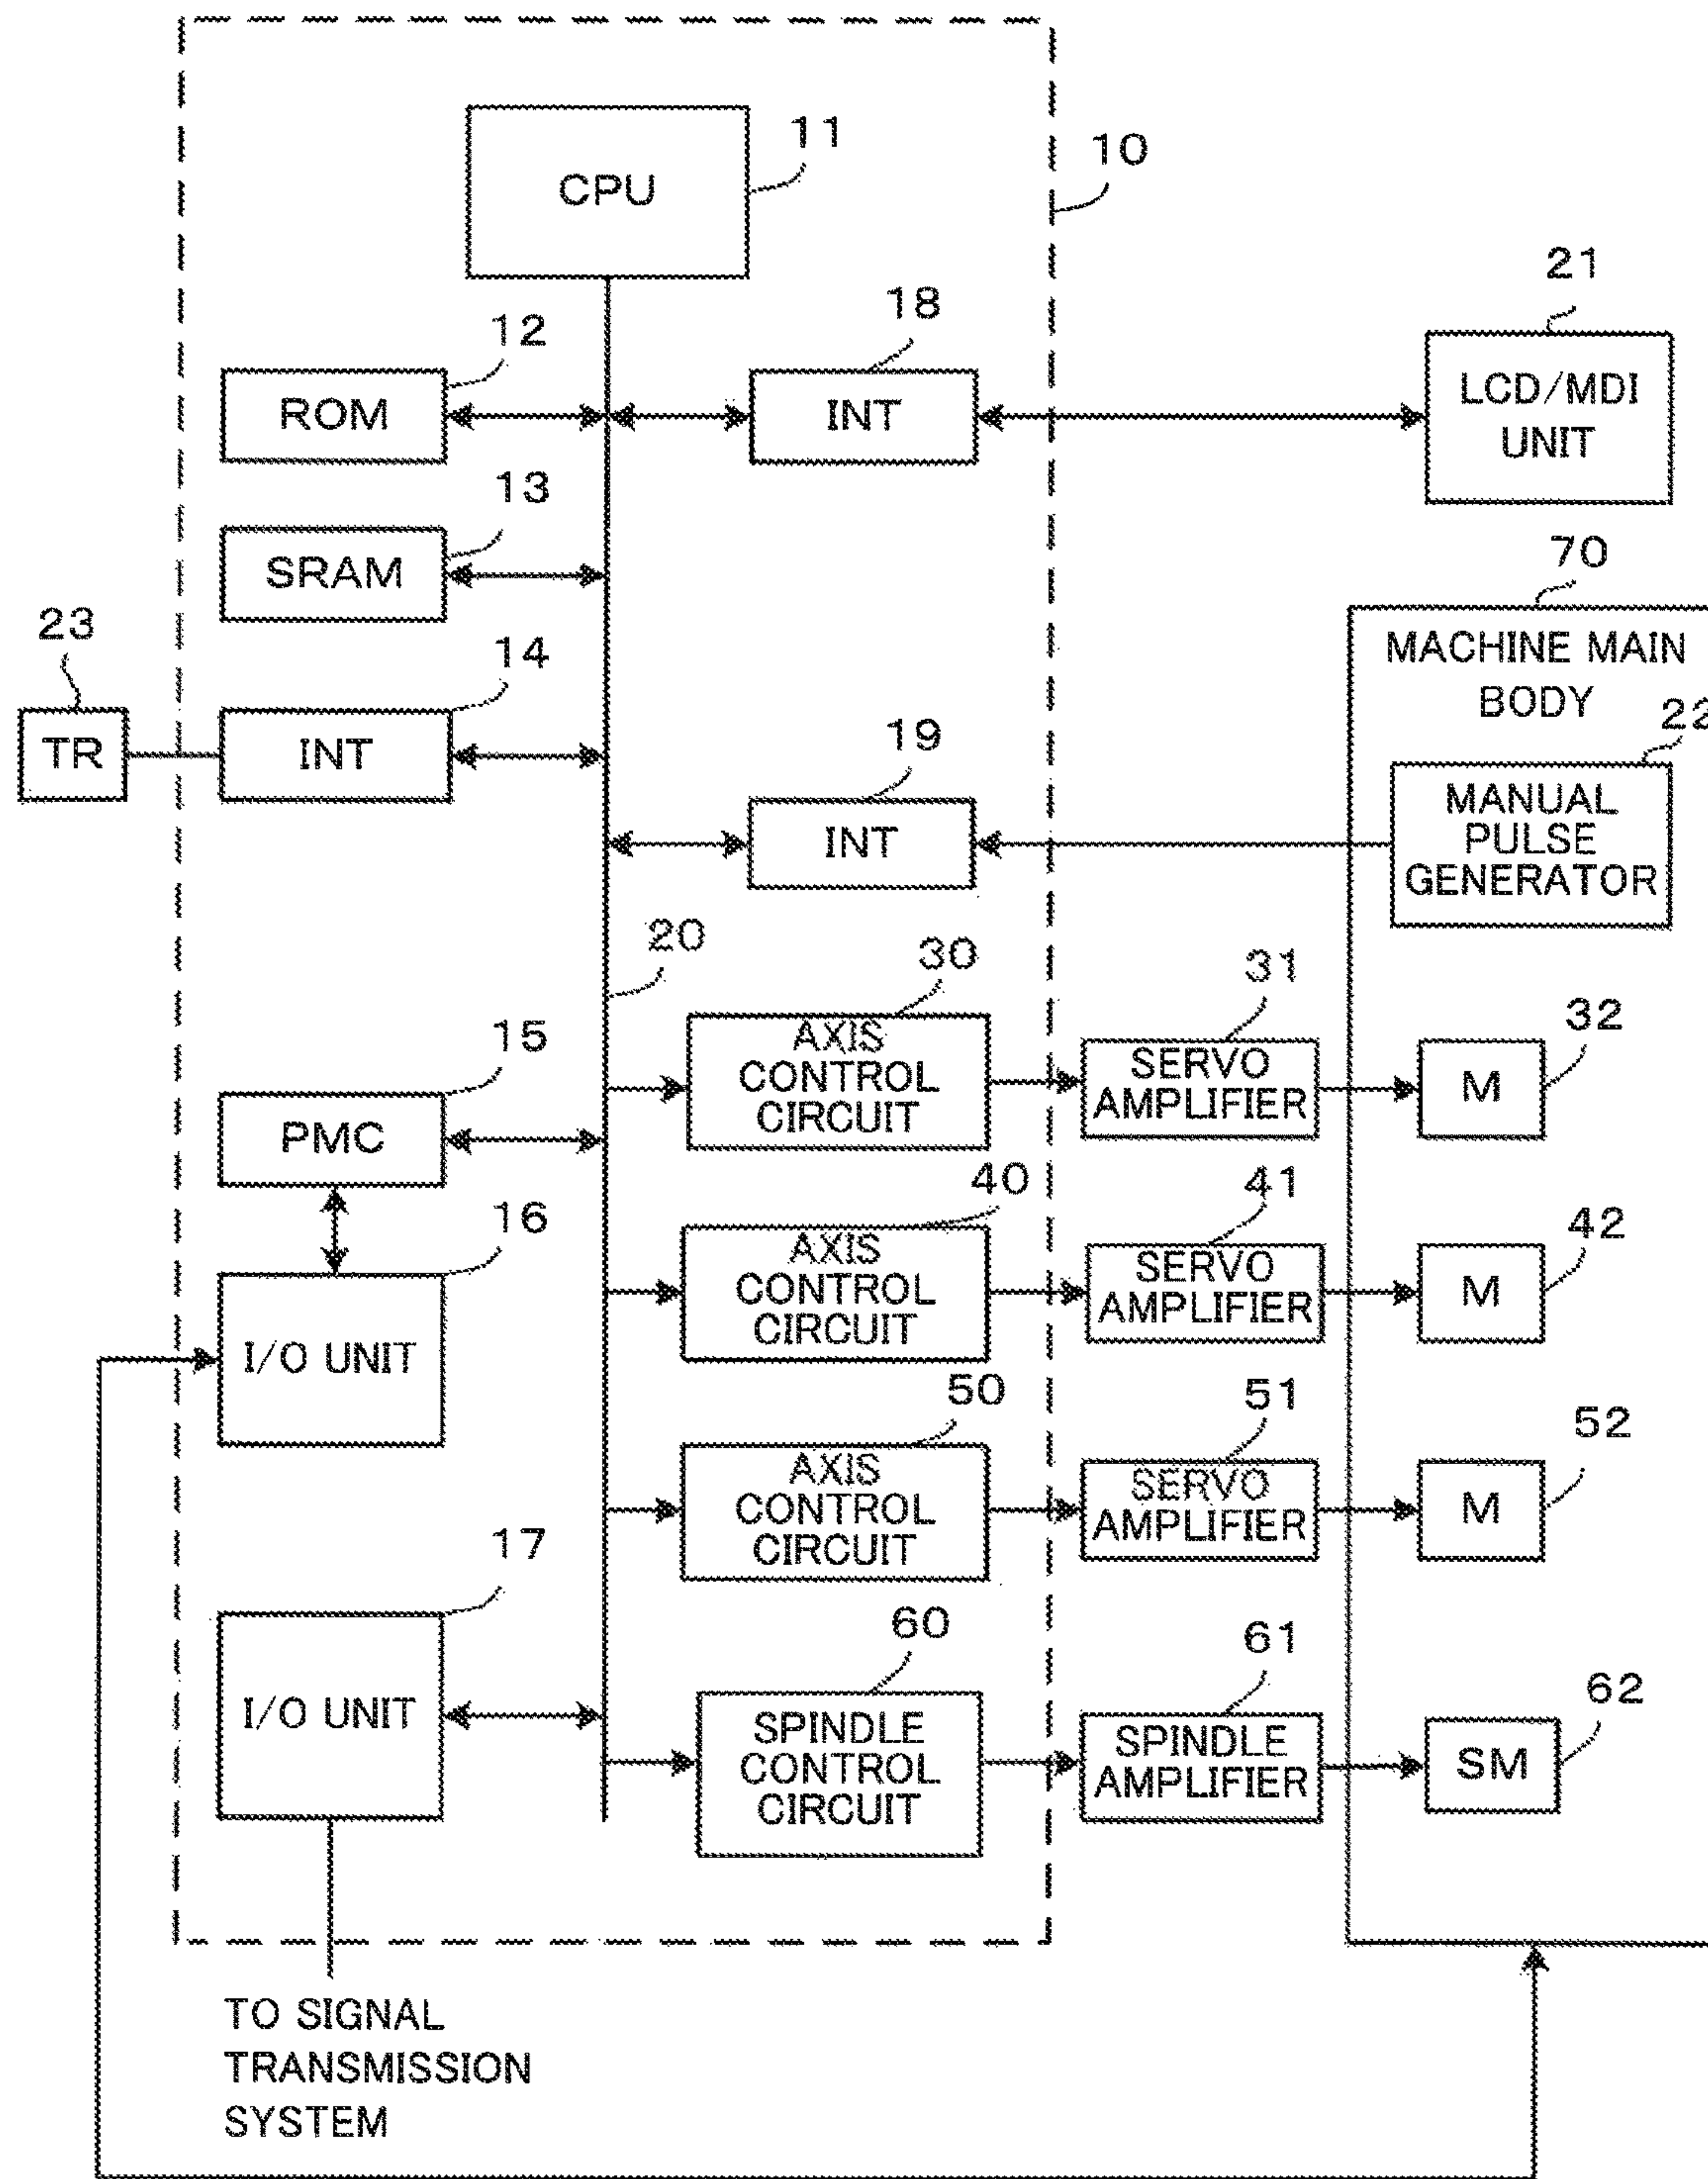 11
CPU
10
21
LCD/MDI
UNIT
12
ROM
18
INT
13
SRAM
70
MACHINE MAIN
BODY
23
TR
14
INT
22
MANUAL
PULSE
GENERATOR
19
INT
20
30
AXIS
CONTROL
CIRCUIT
31
SERVO
AMPLIFIER
32
M
15
PMC
40
AXIS
CONTROL
CIRCUIT
41
SERVO
AMPLIFIER
42
M
16
I/O UNIT
50
AXIS
CONTROL
CIRCUIT
51
SERVO
AMPLIFIER
52
M
17
I/O UNIT
60
SPINDLE
CONTROL
CIRCUIT
61
SPINDLE
AMPLIFIER
62
SM
TO SIGNAL
TRANSMISSION
SYSTEM